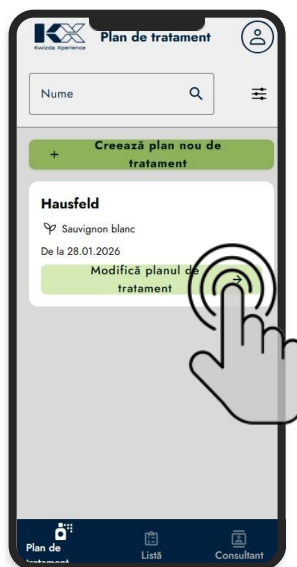 KX
Kwizda Xperience
Plan de tratament
Nume
+ Creează plan nou de
tratament
Hausfeld
Sauvignon blanc
De la 28.01.2026
Modifică planul de
tratament
Plan de
tratament
Listă
Consultant